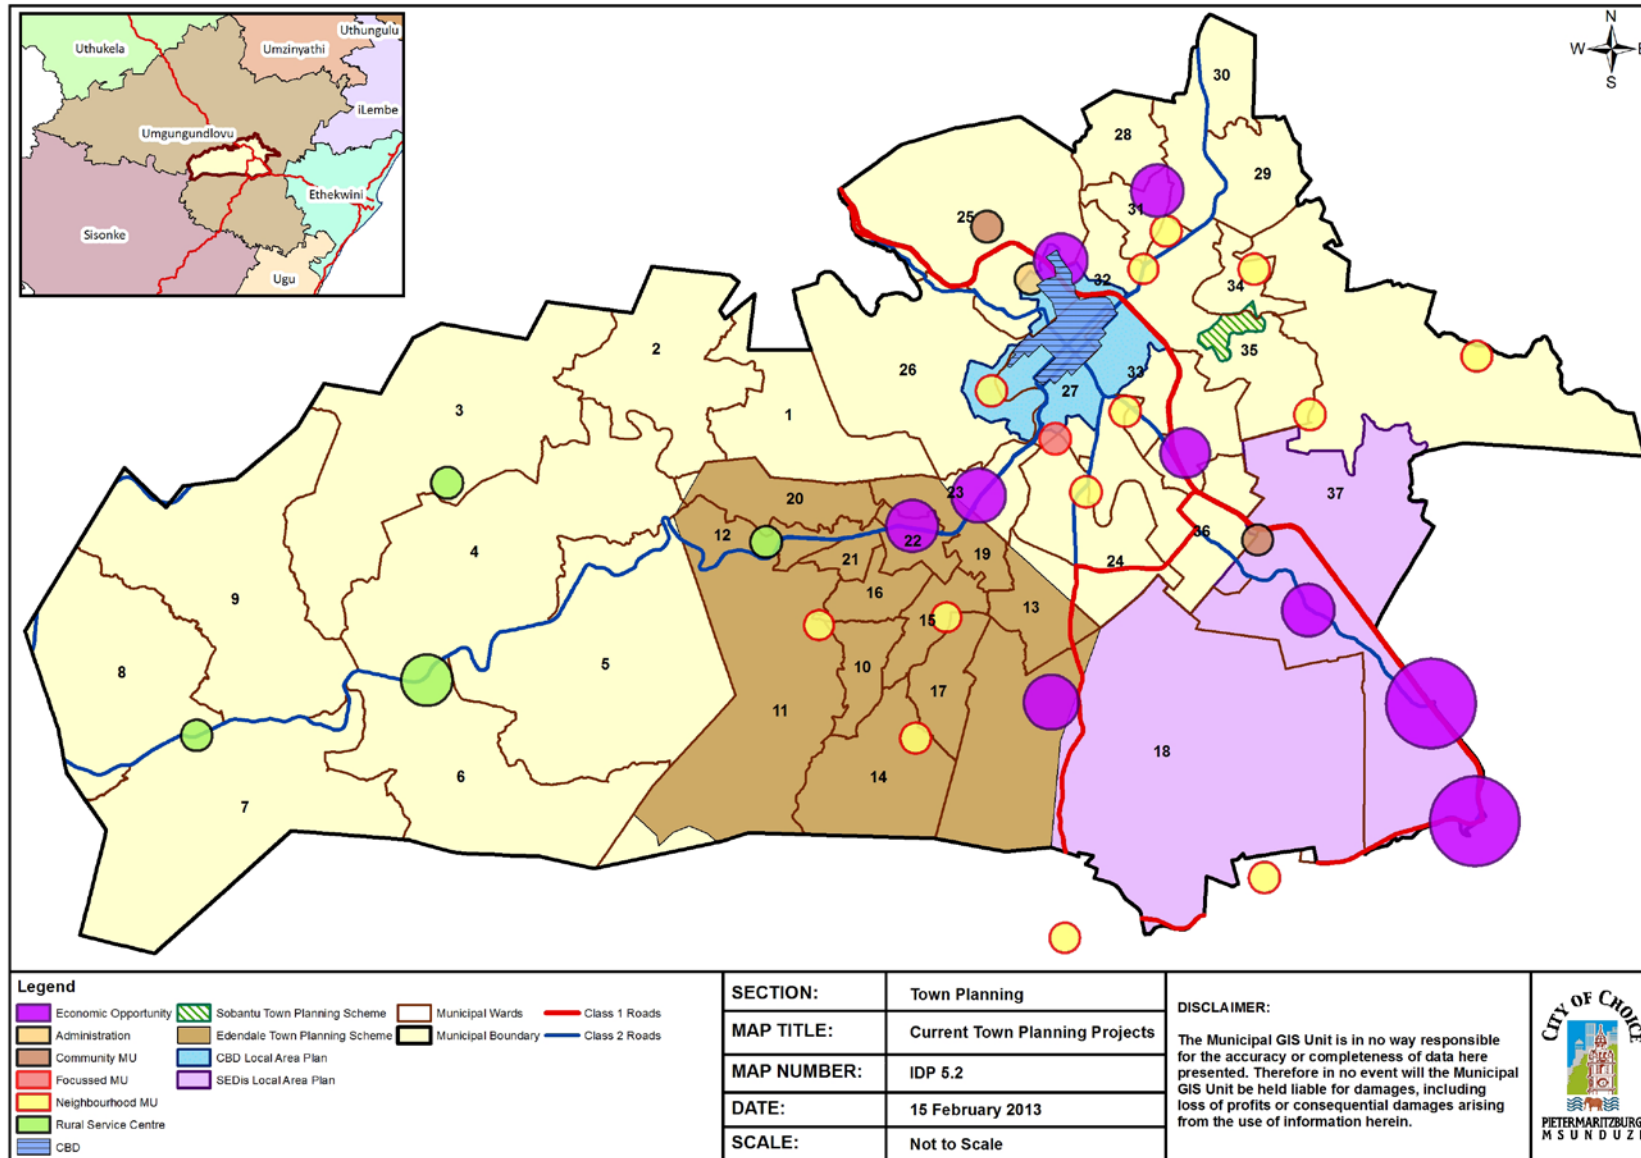 Uthukela
Umzinyathi
Uthungulu
iLembe
Umgungundlovu
Ethekwini
Sisonke
Ugu
N
W
E
S
30
28
29
25
31
32
34
35
2
26
33
27
3
1
37
20
23
12
22
4
36
21
19
24
16
9
13
15
5
8
10
17
11
18
14
6
7
Legend
Economic Opportunity
Administration
Community MU
Focussed MU
Neighbourhood MU
Rural Service Centre
CBD
Sobantu Town Planning Scheme
Edendale Town Planning Scheme
CBD Local Area Plan
SEDis Local Area Plan
Municipal Wards
Municipal Boundary
Class 1 Roads
Class 2 Roads
SECTION: Town Planning
MAP TITLE: Current Town Planning Projects
MAP NUMBER: IDP 5.2
DATE: 15 February 2013
SCALE: Not to Scale
DISCLAIMER:
The Municipal GIS Unit is in no way responsible
for the accuracy or completeness of data here
presented. Therefore in no event will the Municipal
GIS Unit be held liable for damages, including
loss of profits or consequential damages arising
from the use of information herein.
CITY OF CHOICE
PIETERMARITZBURG
MSUNDUZI